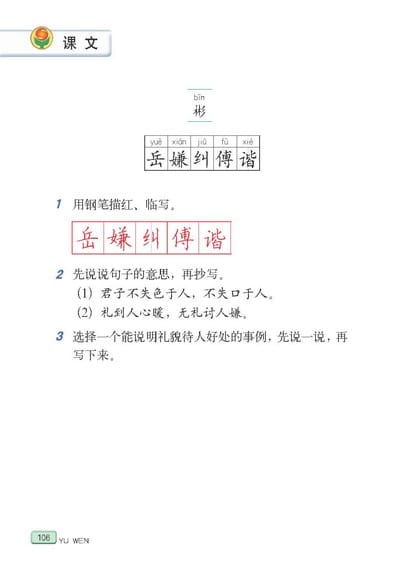 课文
bīn
彬
yuè xián jiū fù xié
岳嫌纠傅谐
1 用钢笔描红、临写。
岳嫌纠傅谐
2 先说说句子的意思，再抄写。
（1）君子不失色于人，不失口于人。
（2）礼到人心暖，无礼讨人嫌。
3 选择一个能说明礼貌待人好处的事例，先说一说，再
写下来。
106 YU WEN